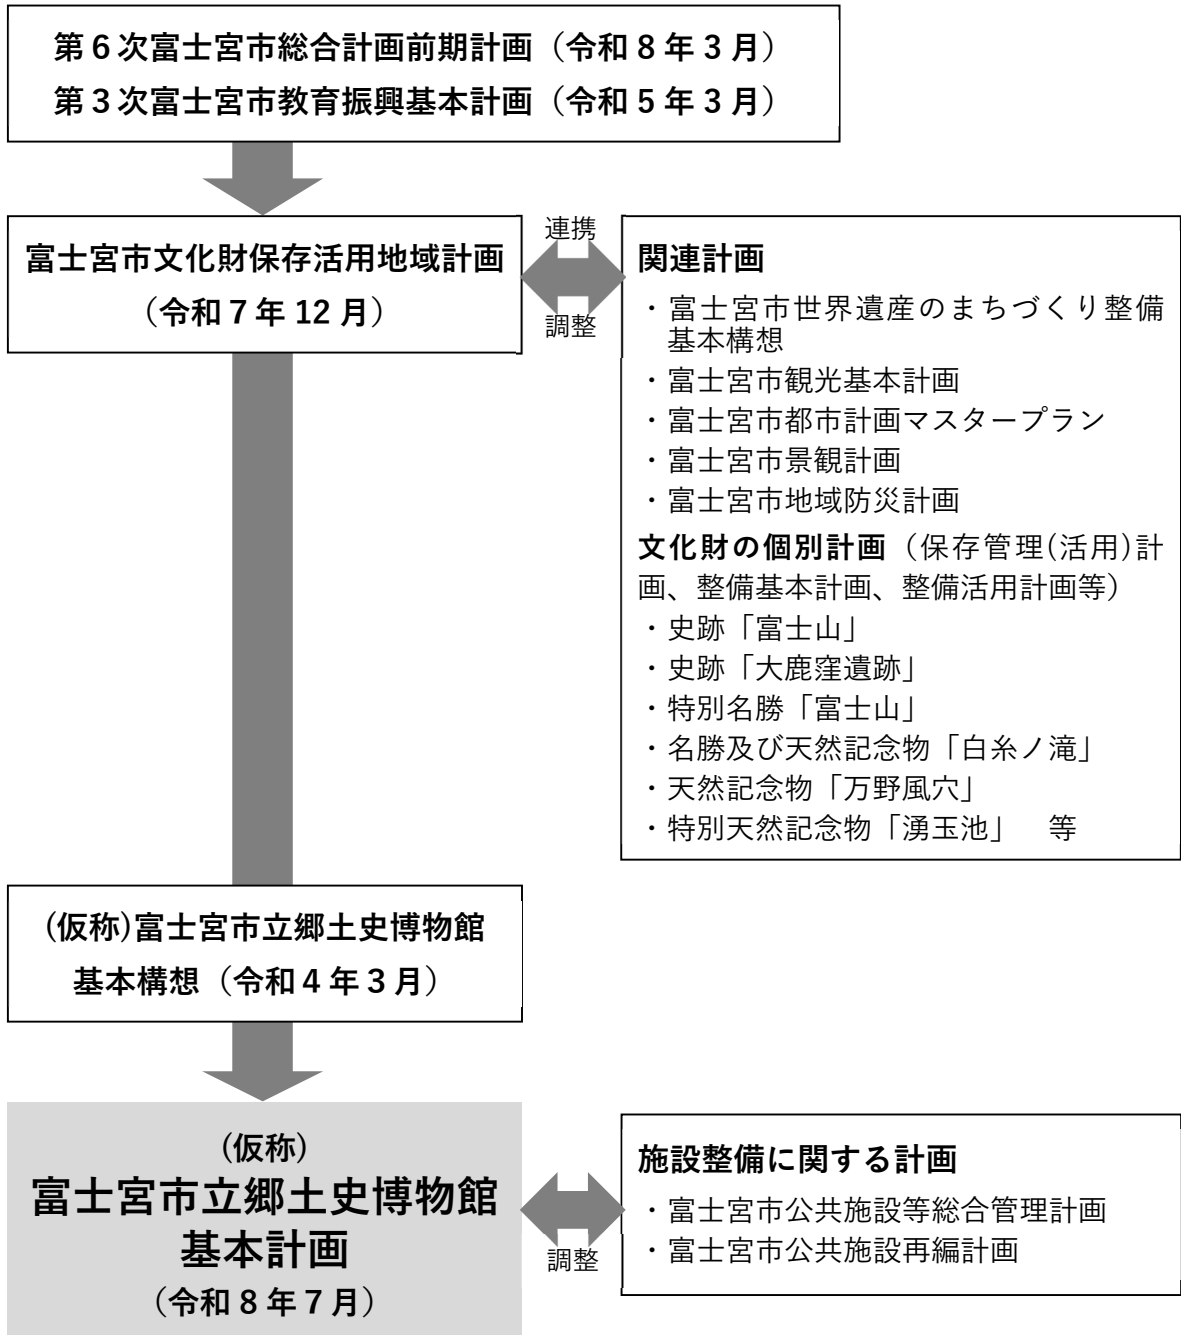 第6次富士宮市総合計画前期計画（令和8年3月）
第3次富士宮市教育振興基本計画（令和5年3月）
富士宮市文化財保存活用地域計画
（令和7年12月）
連携
調整
関連計画
・富士宮市世界遺産のまちづくり整備
基本構想
・富士宮市観光基本計画
・富士宮市都市計画マスタープラン
・富士宮市景観計画
・富士宮市地域防災計画
文化財の個別計画（保存管理(活用)計
画、整備基本計画、整備活用計画等）
・史跡「富士山」
・史跡「大鹿窪遺跡」
・特別名勝「富士山」
・名勝及び天然記念物「白糸ノ滝」
・天然記念物「万野風穴」
・特別天然記念物「湧玉池」　等
(仮称)富士宮市立郷土史博物館
基本構想（令和4年3月）
(仮称)
富士宮市立郷土史博物館
基本計画
（令和8年7月）
調整
施設整備に関する計画
・富士宮市公共施設等総合管理計画
・富士宮市公共施設再編計画